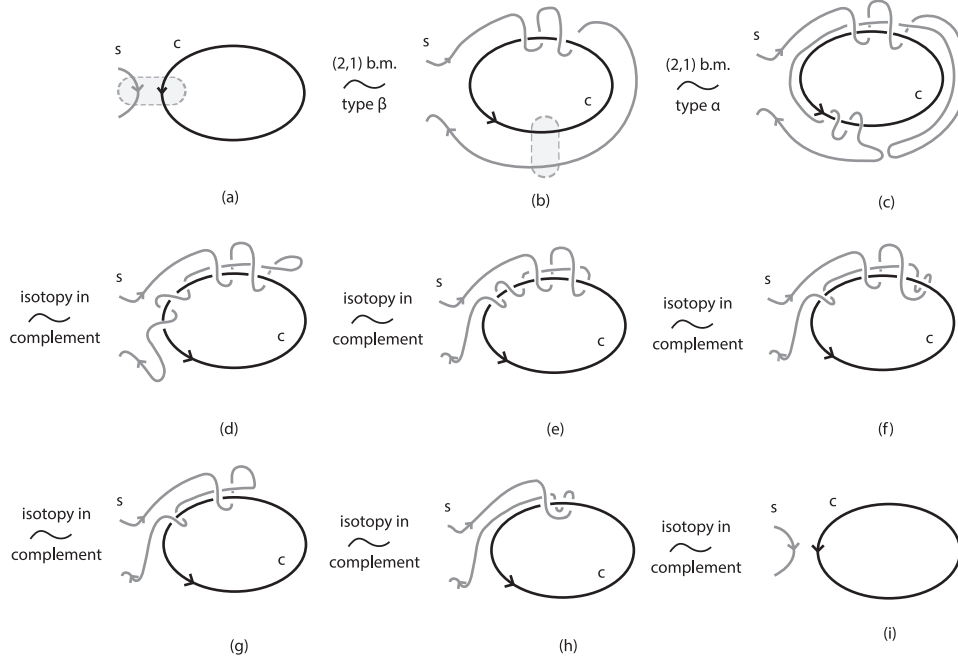 s c
(2,1) b.m.
type β
s
c
(2,1) b.m.
type α
s
c
(a)
(b)
(c)
isotopy in
complement
s
c
isotopy in
complement
s
c
isotopy in
complement
s
c
(d)
(e)
(f)
isotopy in
complement
s
c
isotopy in
complement
s
c
isotopy in
complement
s c
(g)
(h)
(i)